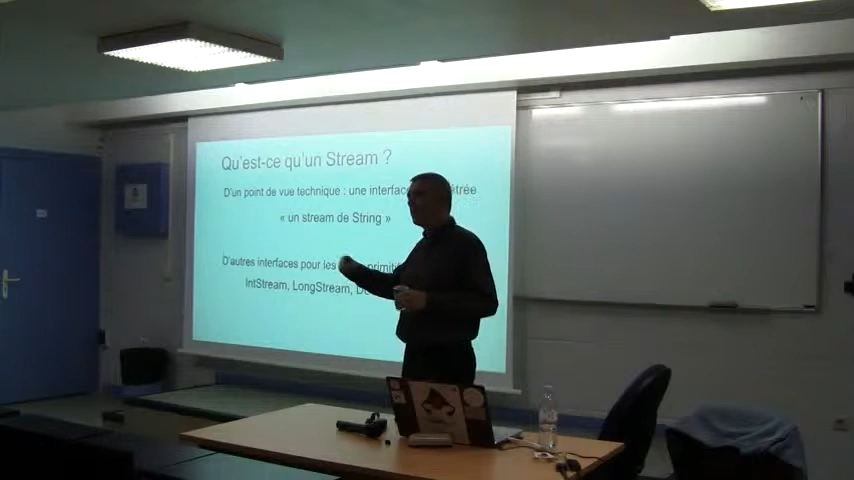 Qu'est-ce qu'un Stream ?
D'un point de vue technique : une interface
« un stream de String »
D'autres interfaces pour les
IntStream, LongStream,